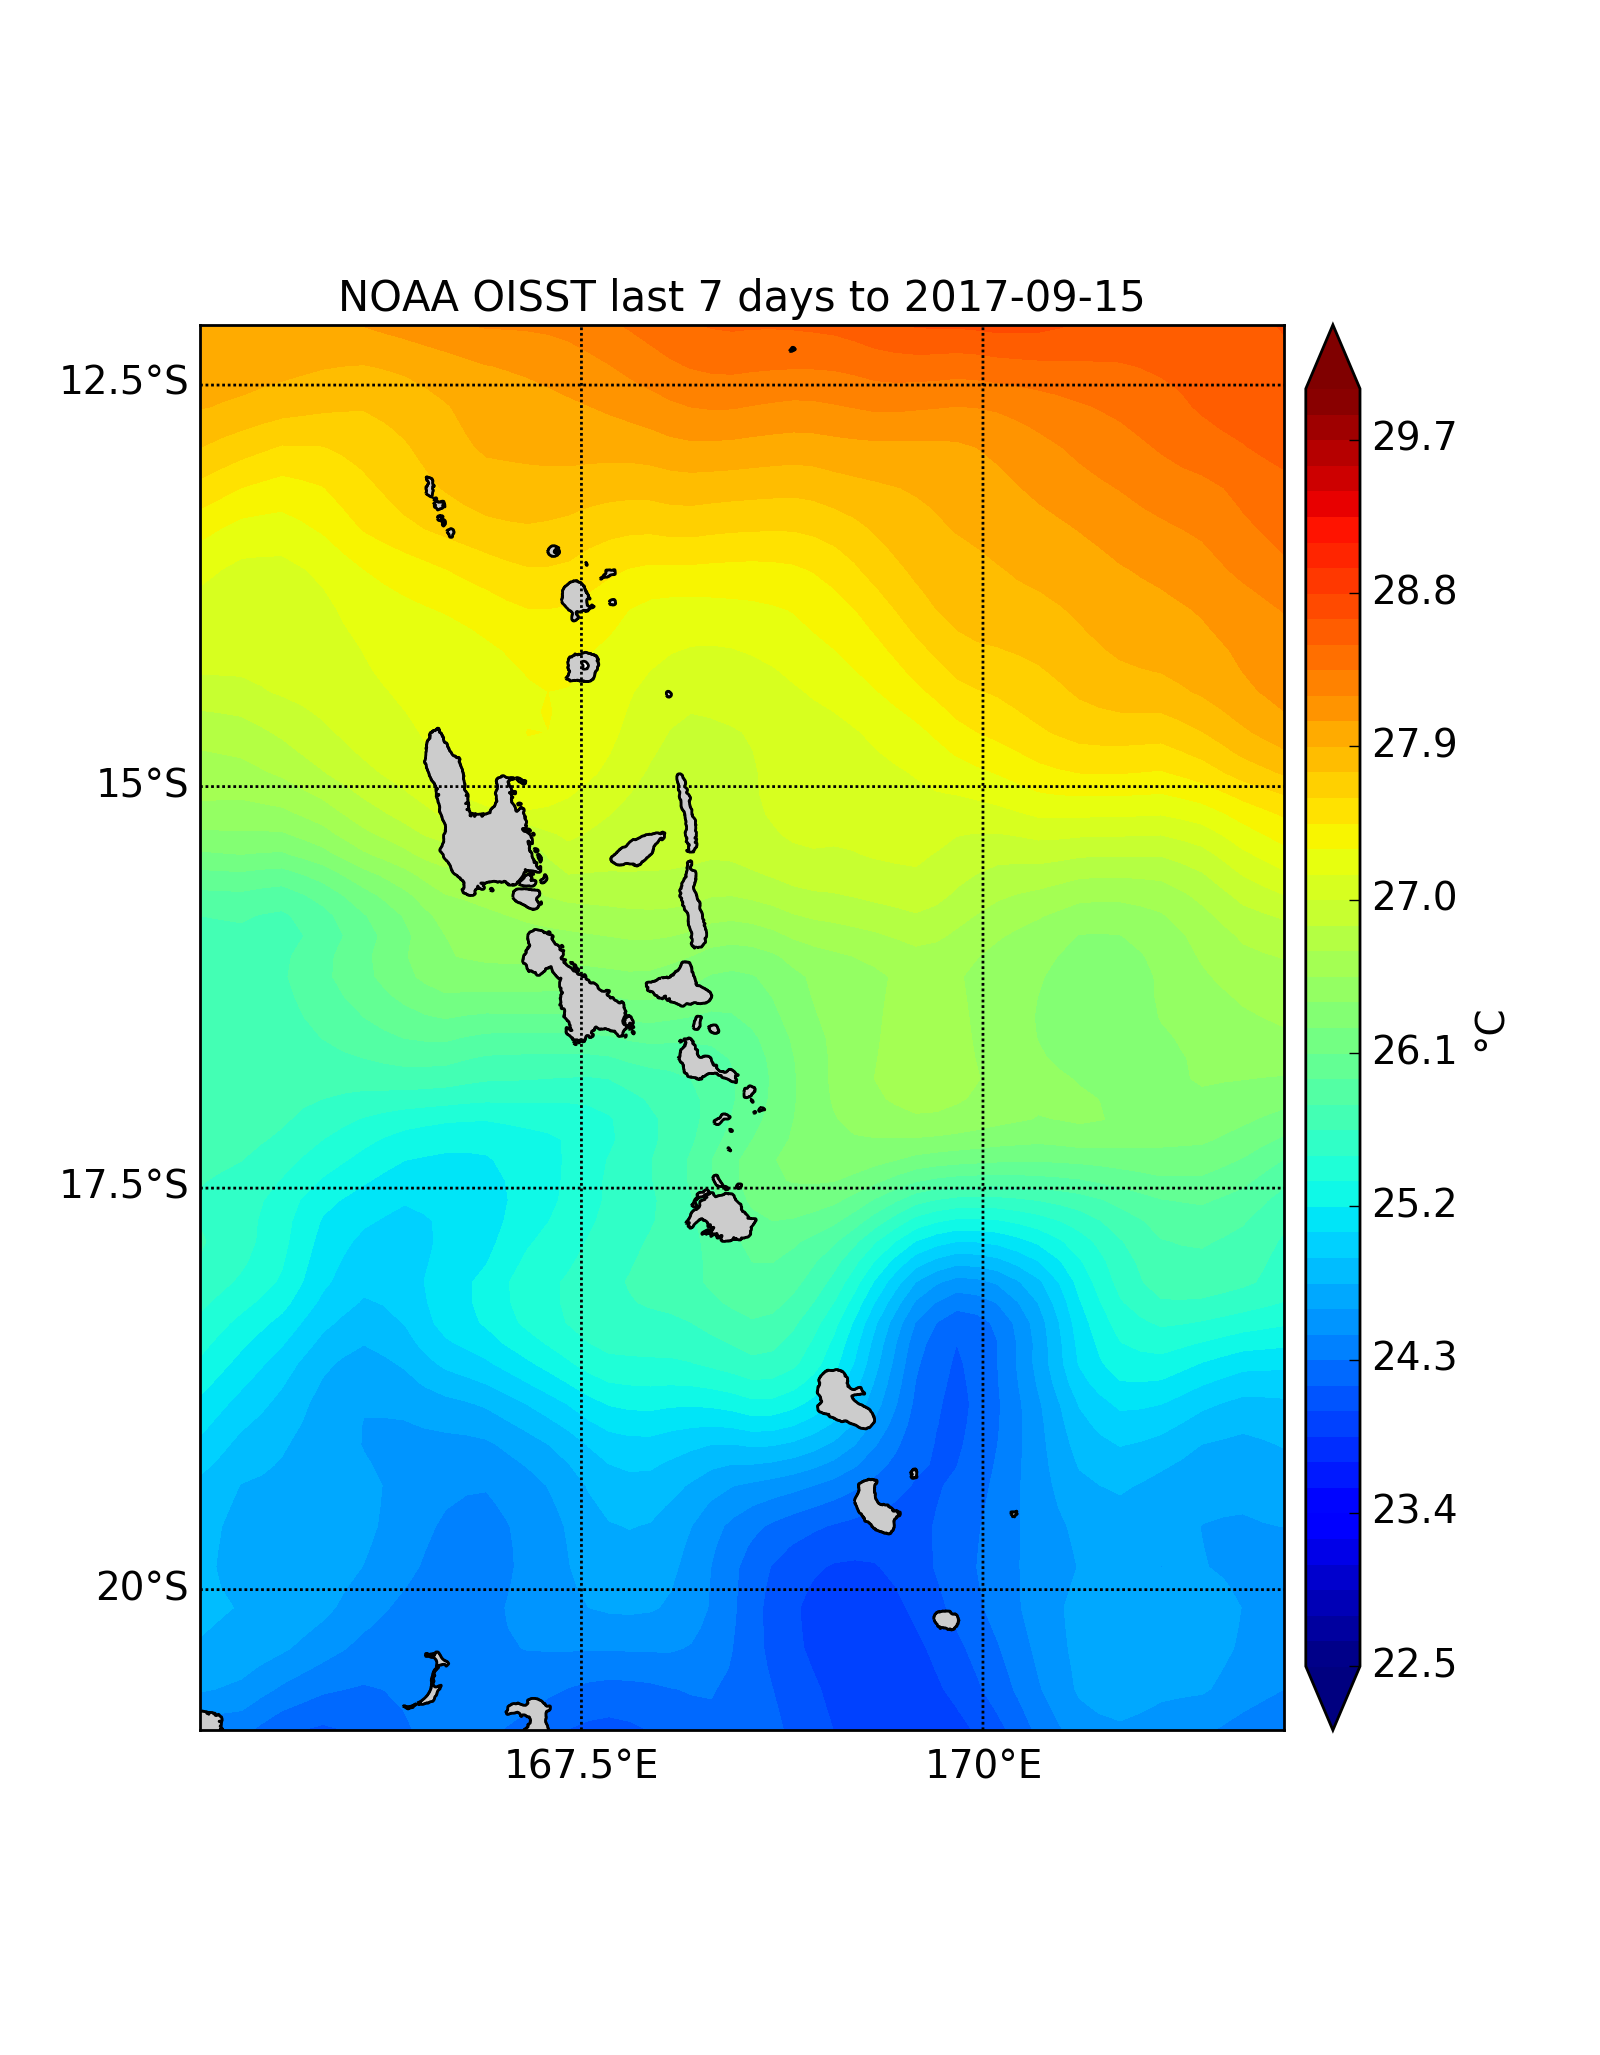 NOAA OISST last 7 days to 2017-09-15
12.5°S
15°S
17.5°S
20°S
167.5°E
170°E
29.7
28.8
27.9
27.0
26.1
25.2
24.3
23.4
22.5
°C